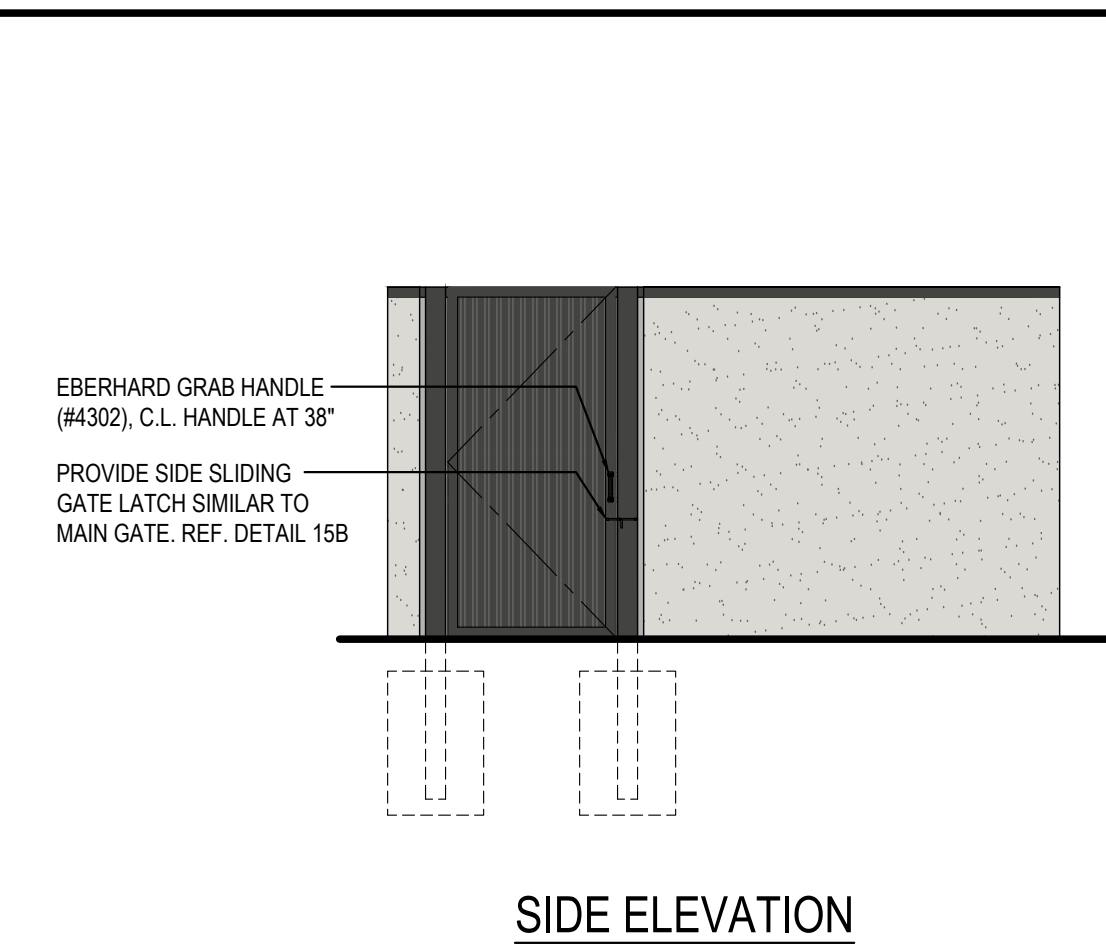 EBERHARD GRAB HANDLE
(#4302), C.L. HANDLE AT 38"
PROVIDE SIDE SLIDING
GATE LATCH SIMILAR TO
MAIN GATE. REF. DETAIL 15B
SIDE ELEVATION